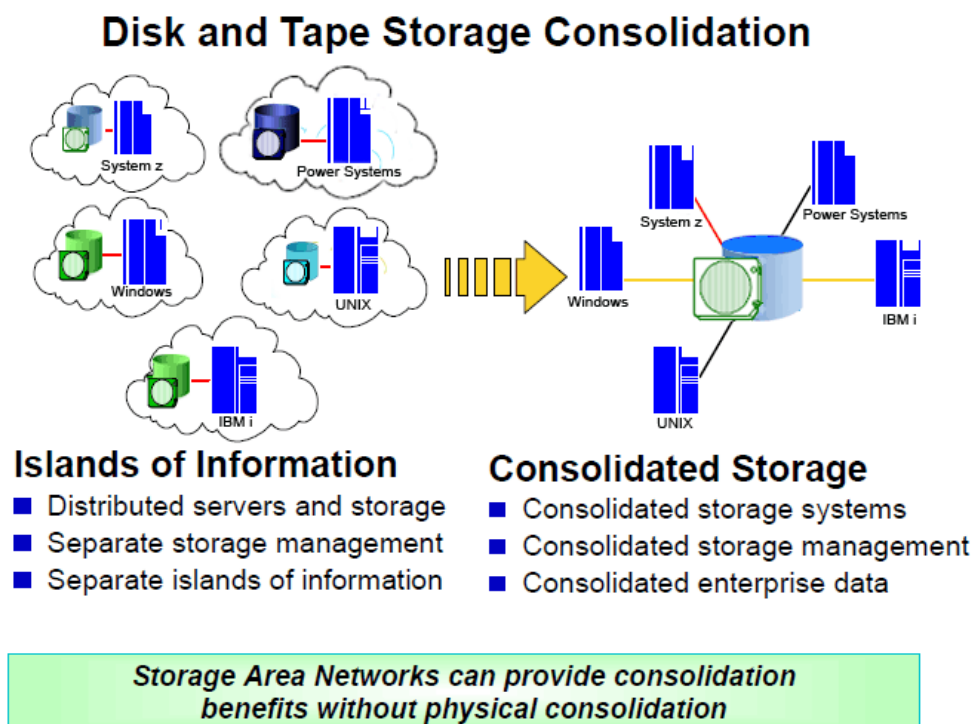 Disk and Tape Storage Consolidation
System z
Power Systems
Windows
UNIX
IBM i
System z
Power Systems
Windows
IBM i
UNIX
Islands of Information
Distributed servers and storage
Separate storage management
Separate islands of information
Consolidated Storage
Consolidated storage systems
Consolidated storage management
Consolidated enterprise data
Storage Area Networks can provide consolidation
benefits without physical consolidation